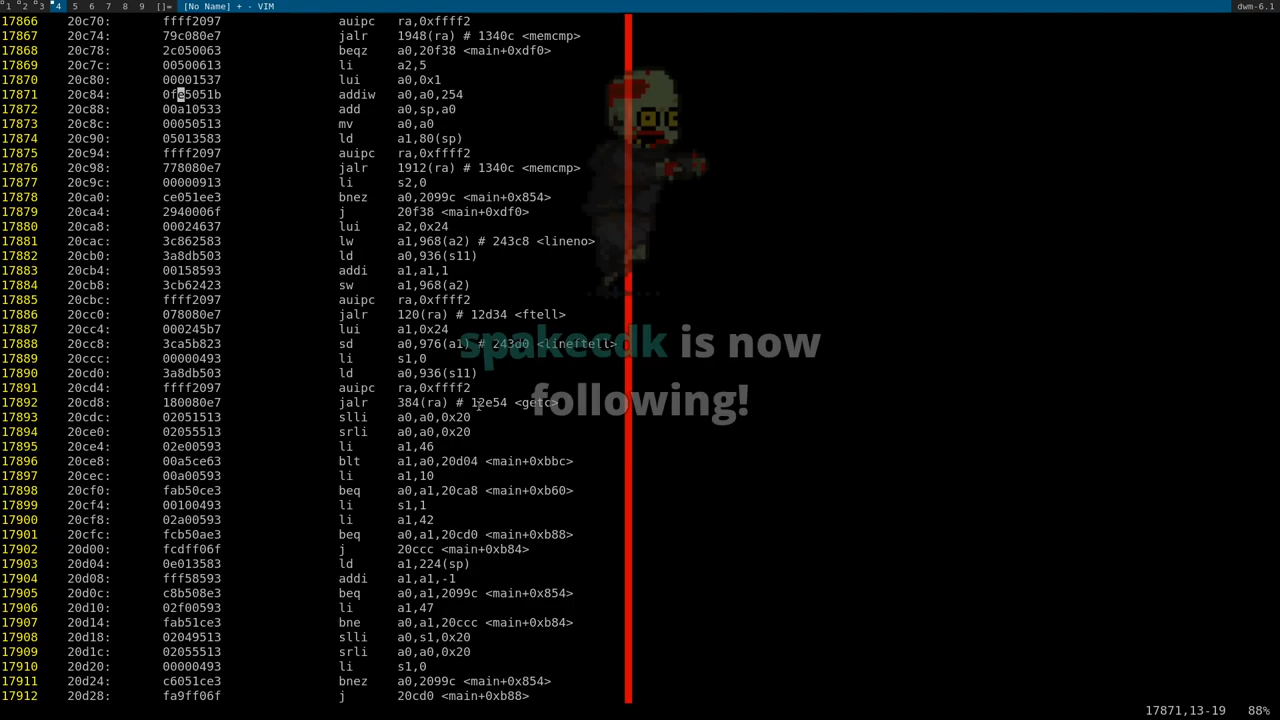 1 2 3 4 5 6 7 8 9 []= [No Name] + - VIM dwm-6.1
17866 20c70: ffff2097 auipc ra,0xffff2
17867 20c74: 79c080e7 jalr 1948(ra) # 1340c <memcmp>
17868 20c78: 2c050063 beqz a0,20f38 <main+0xdf0>
17869 20c7c: 00500613 li a2,5
17870 20c80: 00001537 lui a0,0x1
17871 20c84: 0fe5051b addiw a0,a0,254
17872 20c88: 00a10533 add a0,sp,a0
17873 20c8c: 00050513 mv a0,a0
17874 20c90: 05013583 ld a1,80(sp)
17875 20c94: ffff2097 auipc ra,0xffff2
17876 20c98: 778080e7 jalr 1912(ra) # 1340c <memcmp>
17877 20c9c: 00000913 li s2,0
17878 20ca0: ce051ee3 bnez a0,2099c <main+0x854>
17879 20ca4: 2940006f j 20f38 <main+0xdf0>
17880 20ca8: 00024637 lui a2,0x24
17881 20cac: 3c862583 lw a1,968(a2) # 243c8 <lineno>
17882 20cb0: 3a8db503 ld a0,936(s11)
17883 20cb4: 00158593 addi a1,a1,1
17884 20cb8: 3cb62423 sw a1,968(a2)
17885 20cbc: ffff2097 auipc ra,0xffff2
17886 20cc0: 078080e7 jalr 120(ra) # 12d34 <ftell>
17887 20cc4: 000245b7 lui a1,0x24
17888 20cc8: 3ca5b823 sd a0,976(a1) # 243d0 <lineftell>
17889 20ccc: 00000493 li s1,0
17890 20cd0: 3a8db503 ld a0,936(s11)
17891 20cd4: ffff2097 auipc ra,0xffff2
17892 20cd8: 180080e7 jalr 384(ra) # 12e54 <getc>
17893 20cdc: 02051513 slli a0,a0,0x20
17894 20ce0: 02055513 srli a0,a0,0x20
17895 20ce4: 02e00593 li a1,46
17896 20ce8: 00a5ce63 blt a1,a0,20d04 <main+0xbbc>
17897 20cec: 00a00593 li a1,10
17898 20cf0: fab50ce3 beq a0,a1,20ca8 <main+0xb60>
17899 20cf4: 00100493 li s1,1
17900 20cf8: 02a00593 li a1,42
17901 20cfc: fcb50ae3 beq a0,a1,20cd0 <main+0xb88>
17902 20d00: fcdff06f j 20ccc <main+0xb84>
17903 20d04: 0e013583 ld a1,224(sp)
17904 20d08: fff58593 addi a1,a1,-1
17905 20d0c: c8b508e3 beq a0,a1,2099c <main+0x854>
17906 20d10: 02f00593 li a1,47
17907 20d14: fab51ce3 bne a0,a1,20ccc <main+0xb84>
17908 20d18: 02049513 slli a0,s1,0x20
17909 20d1c: 02055513 srli a0,a0,0x20
17910 20d20: 00000493 li s1,0
17911 20d24: c6051ce3 bnez a0,2099c <main+0x854>
17912 20d28: fa9ff06f j 20cd0 <main+0xb88>
spakecdk is now
following!
17871,13-19 88%